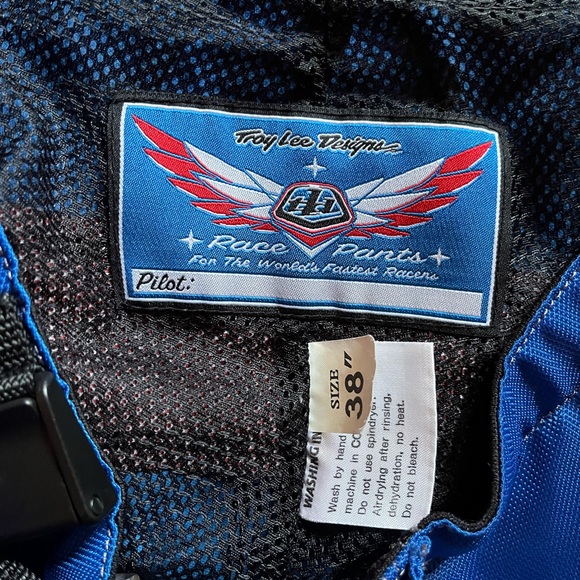 Troy Lee Designs
Race Pants
For The World's Fastest Racers
Pilot:
SIZE
38"
WASHING IN
Wash by hand
machine in CO
Do not use spindryer.
Airdrying after rinsing,
dehydration, no heat.
Do not bleach.